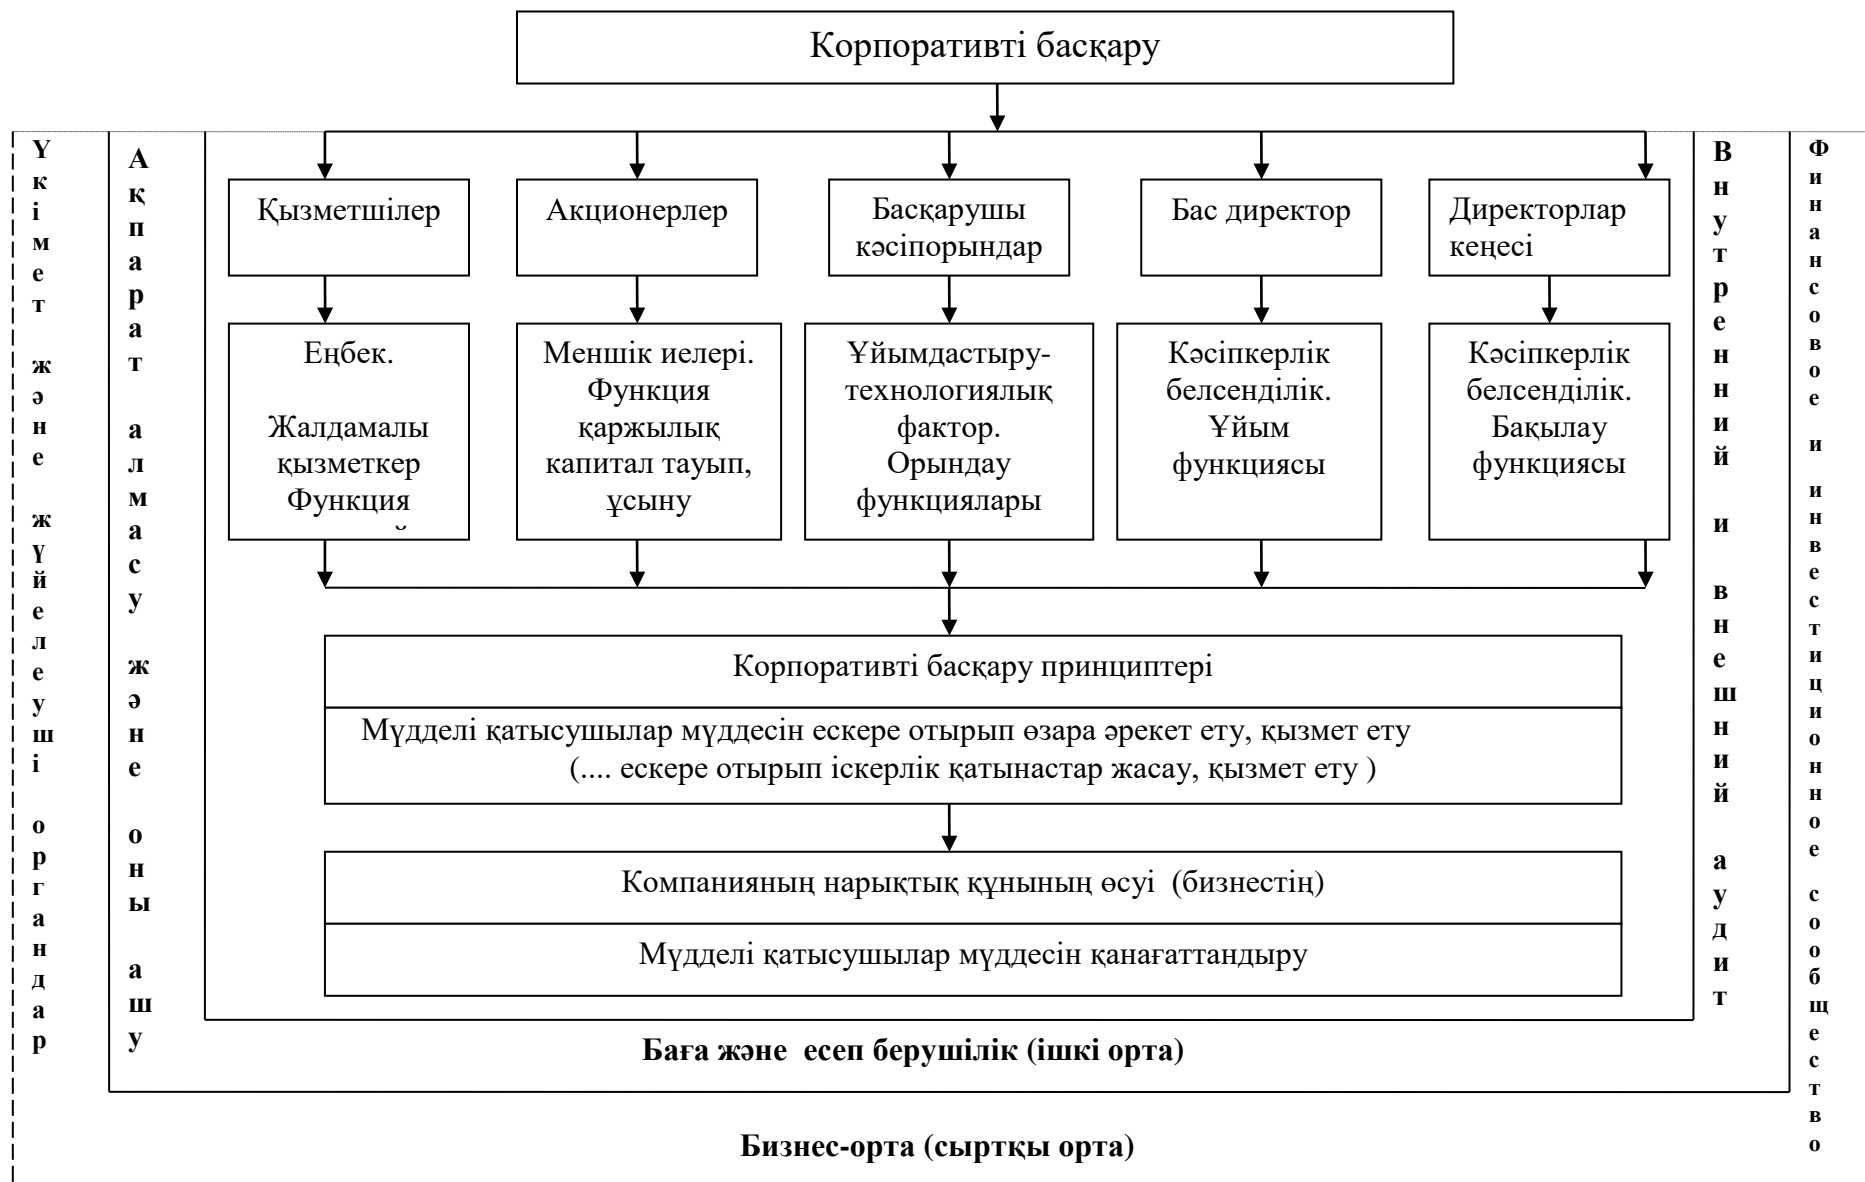 Корпоративті басқару
Үкімет және жүйелеуші органдар
Ақпарат алмасу және оны ашу
Қызметшілер
Акционерлер
Басқарушы
кәсіпорындар
Бас директор
Директорлар
кеңесі
Еңбек.
Жалдамалы
қызметкер
Функция
Меншік иелері.
Функция
қаржылық
капитал тауып,
ұсыну
Ұйымдастыру-
технологиялық
фактор.
Орындау
функциялары
Кәсіпкерлік
белсенділік.
Ұйым
функциясы
Кәсіпкерлік
белсенділік.
Бақылау
функциясы
Внутренний и внешний аудит
Финансовое и инвестиционное сообщество
Корпоративті басқару принциптері
Мүдделі қатысушылар мүддесін ескере отырып өзара әрекет ету, қызмет ету
(.... ескере отырып іскерлік қатынастар жасау, қызмет ету )
Компанияның нарықтық құнының өсуі (бизнестің)
Мүдделі қатысушылар мүддесін қанағаттандыру
Баға және есеп берушілік (ішкі орта)
Бизнес-орта (сыртқы орта)